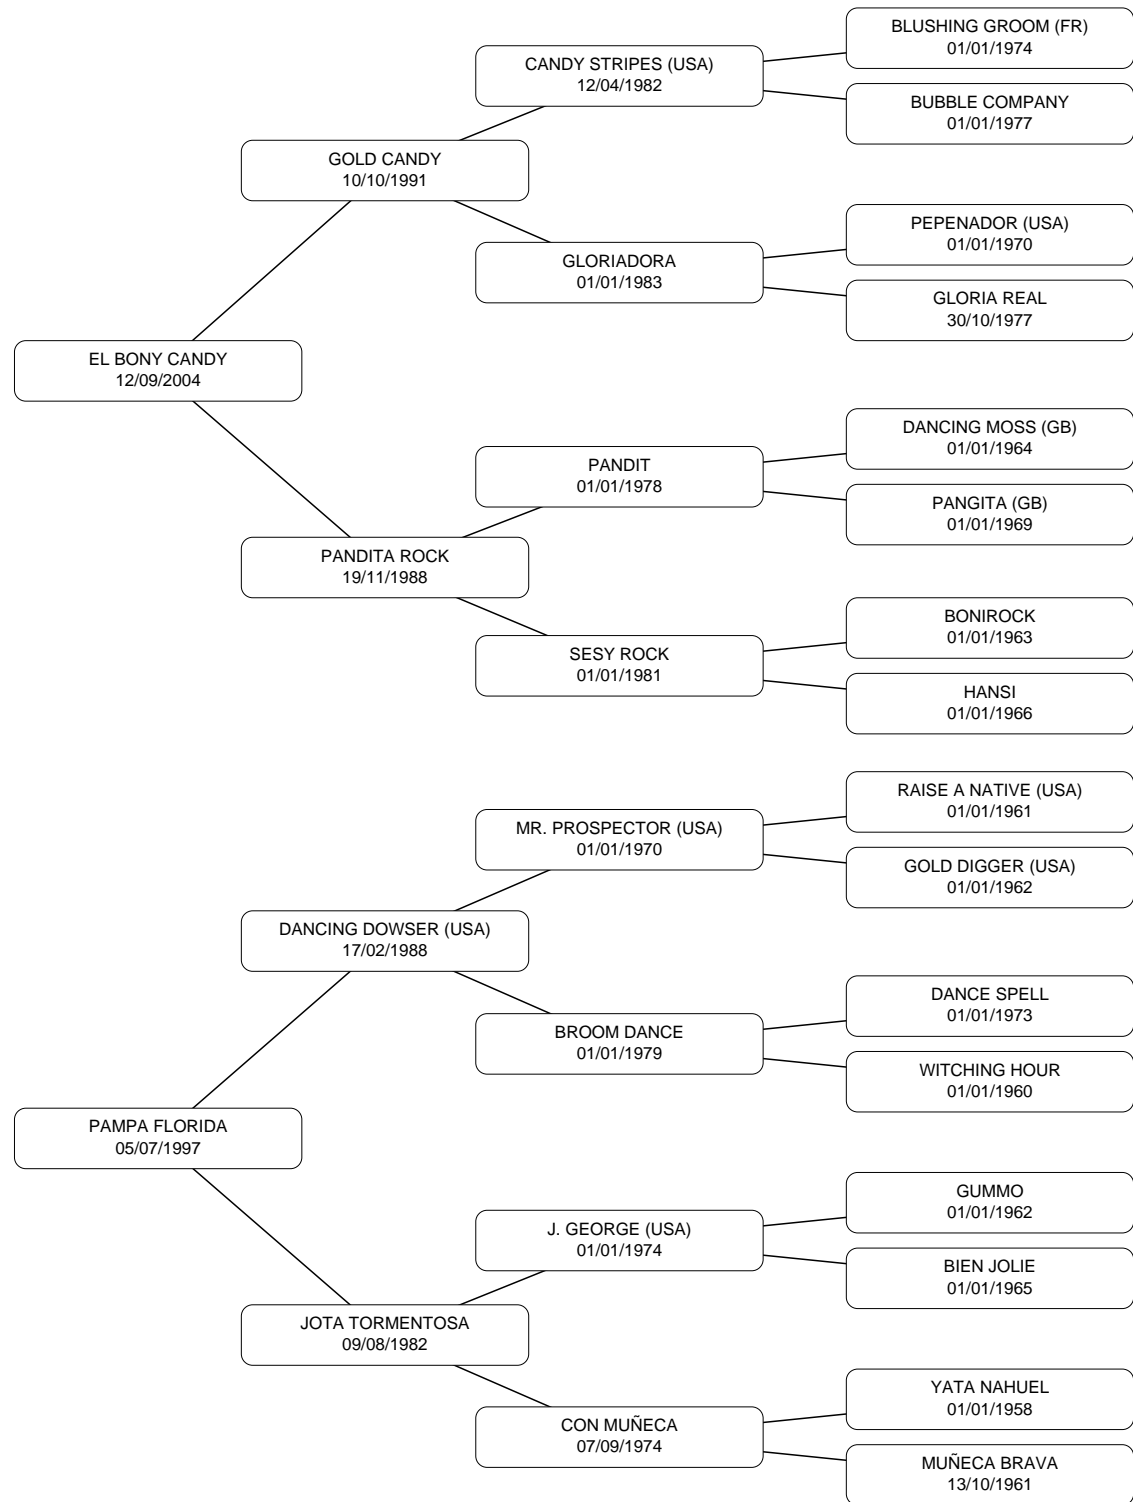 BLUSHING GROOM (FR)
01/01/1974
CANDY STRIPES (USA)
12/04/1982
BUBBLE COMPANY
01/01/1977
GOLD CANDY
10/10/1991
PEPENADOR (USA)
01/01/1970
GLORIADORA
01/01/1983
GLORIA REAL
30/10/1977
EL BONY CANDY
12/09/2004
DANCING MOSS (GB)
01/01/1964
PANDIT
01/01/1978
PANGITA (GB)
01/01/1969
PANDITA ROCK
19/11/1988
BONIROCK
01/01/1963
SESY ROCK
01/01/1981
HANSI
01/01/1966
RAISE A NATIVE (USA)
01/01/1961
MR. PROSPECTOR (USA)
01/01/1970
GOLD DIGGER (USA)
01/01/1962
DANCING DOWSER (USA)
17/02/1988
DANCE SPELL
01/01/1973
BROOM DANCE
01/01/1979
WITCHING HOUR
01/01/1960
PAMPA FLORIDA
05/07/1997
GUMMO
01/01/1962
J. GEORGE (USA)
01/01/1974
BIEN JOLIE
01/01/1965
JOTA TORMENTOSA
09/08/1982
YATA NAHUEL
01/01/1958
CON MUÑECA
07/09/1974
MUÑECA BRAVA
13/10/1961